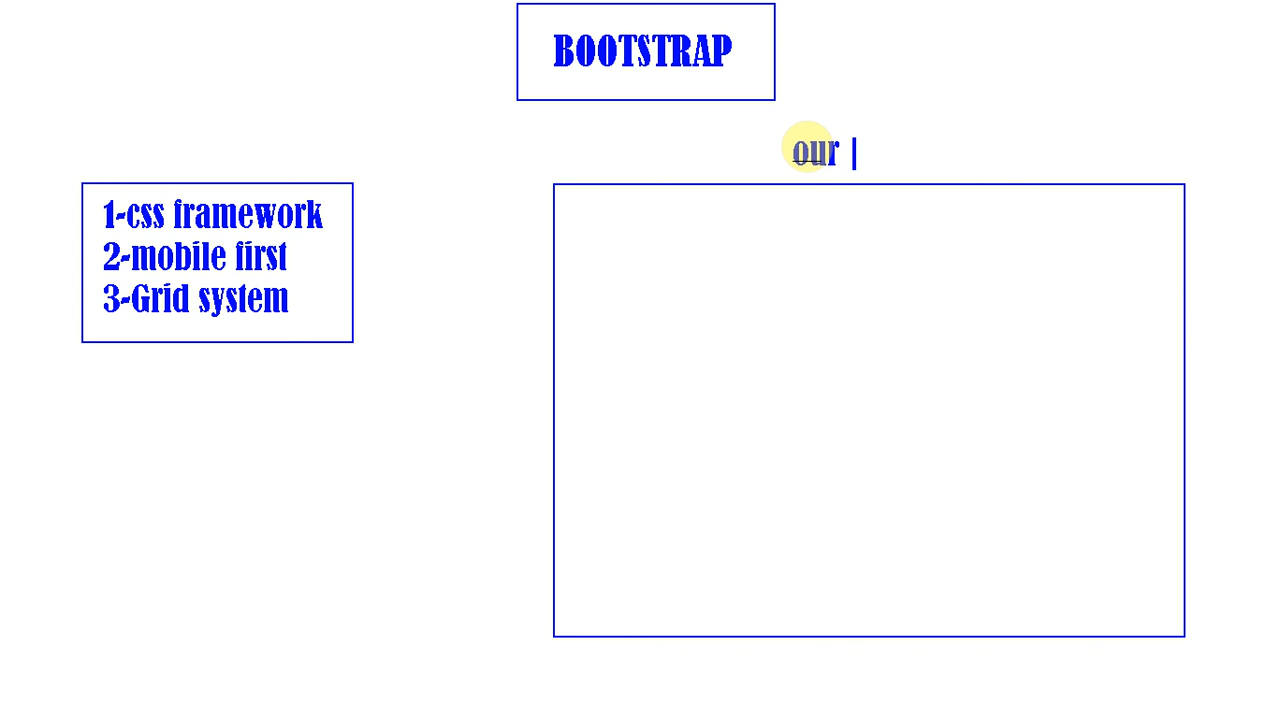 BOOTSTRAP
our
1-css framework
2-mobile first
3-Grid system